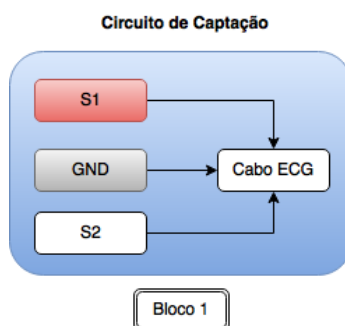 Circuito de Captação
S1
GND
Cabo ECG
S2
Bloco 1